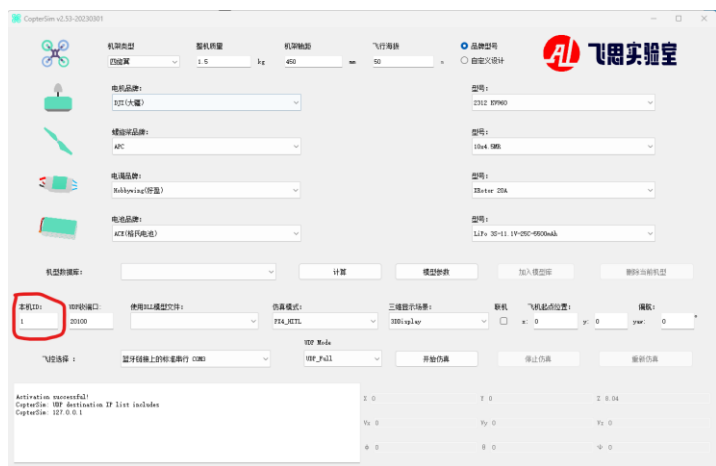 CopterSim v2.53-20230301
机架类型 整机质量 机架轴距 飞行海拔 品牌型号
四旋翼 1.5 kg 450 mm 50 m 自定义设计
飞思实验室
电机品牌: 型号:
DJI(大疆) 2312 KV960
螺旋桨品牌: 型号:
APC 10x4.5MR
电调品牌: 型号:
Hobbywing(好盈) XRotor 20A
电池品牌: 型号:
ACE(格氏电池) LiPo 3S-11.1V-25C-5500mAh
机型数据库: 计算 模型参数 加入模型库 删除当前机型
本机ID: UDP收端口: 使用DLL模型文件: 仿真模式: 三维显示场景: 联机 飞机起点位置: 偏航:
1 20100 PX4_HITL 3DDisplay x: 0 y: 0 yaw: 0 °
UDP Mode
飞控选择: 蓝牙链接上的标准串行 COM3 UDP_Full 开始仿真 停止仿真 重新仿真
Activation successful!
CopterSim: UDP destination IP list includes
CopterSim: 127.0.0.1
X 0 Y 0 Z 8.04
Vx 0 Vy 0 Vz 0
Φ 0 θ 0